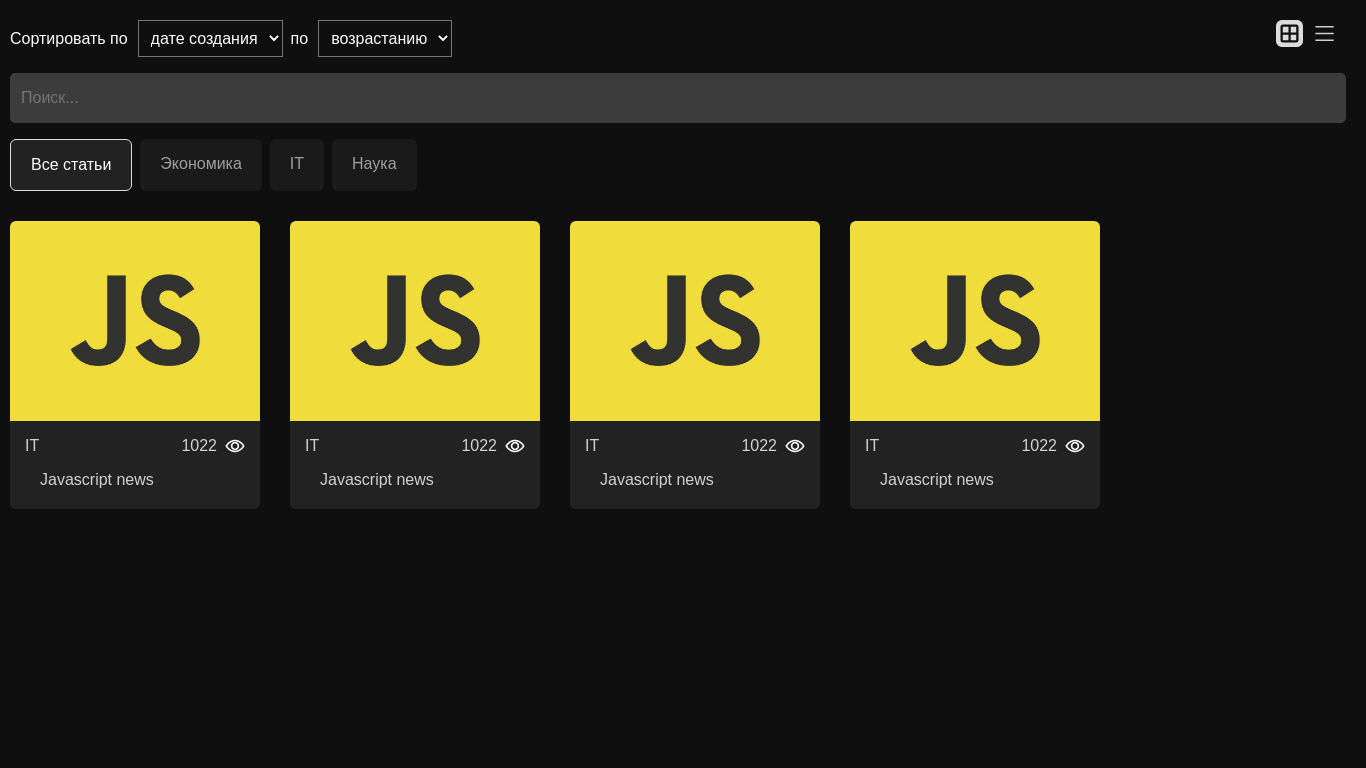 Сортировать по дате создания по возрастанию
Поиск...
Все статьи Экономика IT Наука
JS JS JS JS
IT 1022 IT 1022 IT 1022 IT 1022
Javascript news Javascript news Javascript news Javascript news